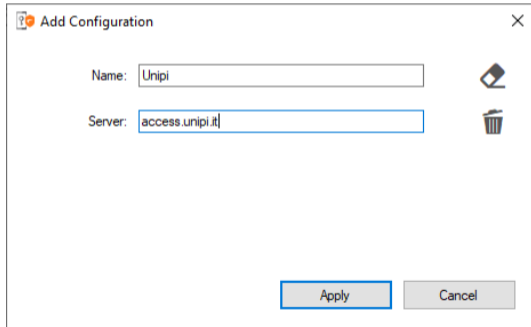 Add Configuration
Name: Unipi
Server: access.unipi.it
Apply Cancel